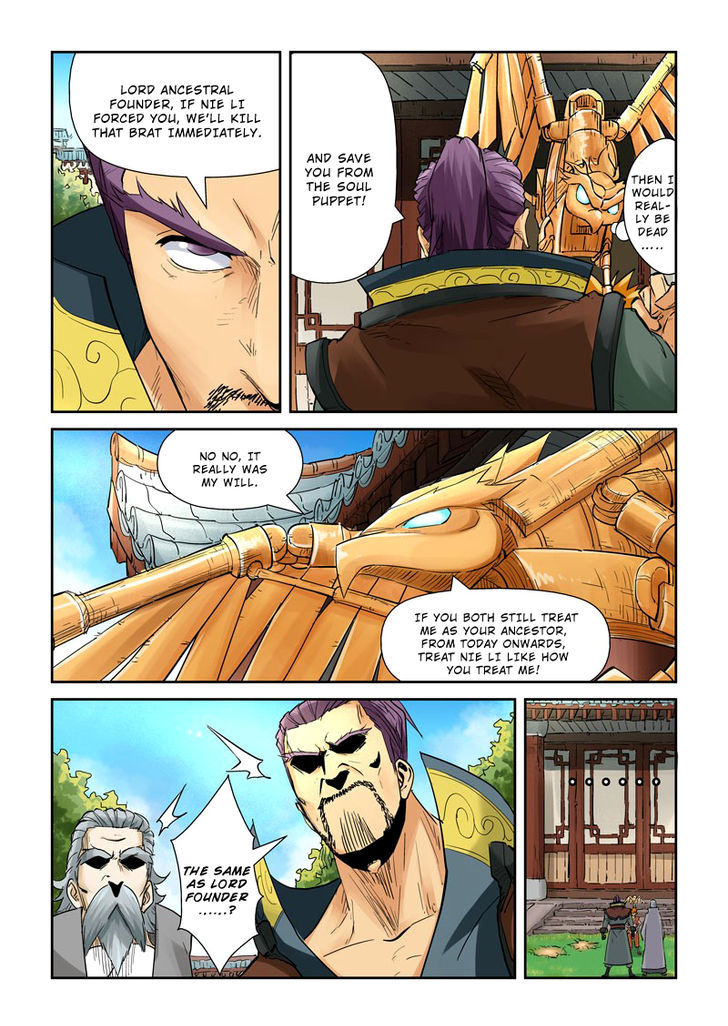 LORD ANCESTRAL
FOUNDER, IF NIE LI
FORCED YOU, WE'LL KILL
THAT BRAT IMMEDIATELY.
AND SAVE
YOU FROM
THE SOUL
PUPPET!
THEN I
WOULD
REAL-
LY BE
DEAD
.....
NO NO, IT
REALLY WAS
MY WILL.
IF YOU BOTH STILL TREAT
ME AS YOUR ANCESTOR,
FROM TODAY ONWARDS,
TREAT NIE LI LIKE HOW
YOU TREAT ME!
THE SAME
AS LORD
FOUNDER
.,...,?